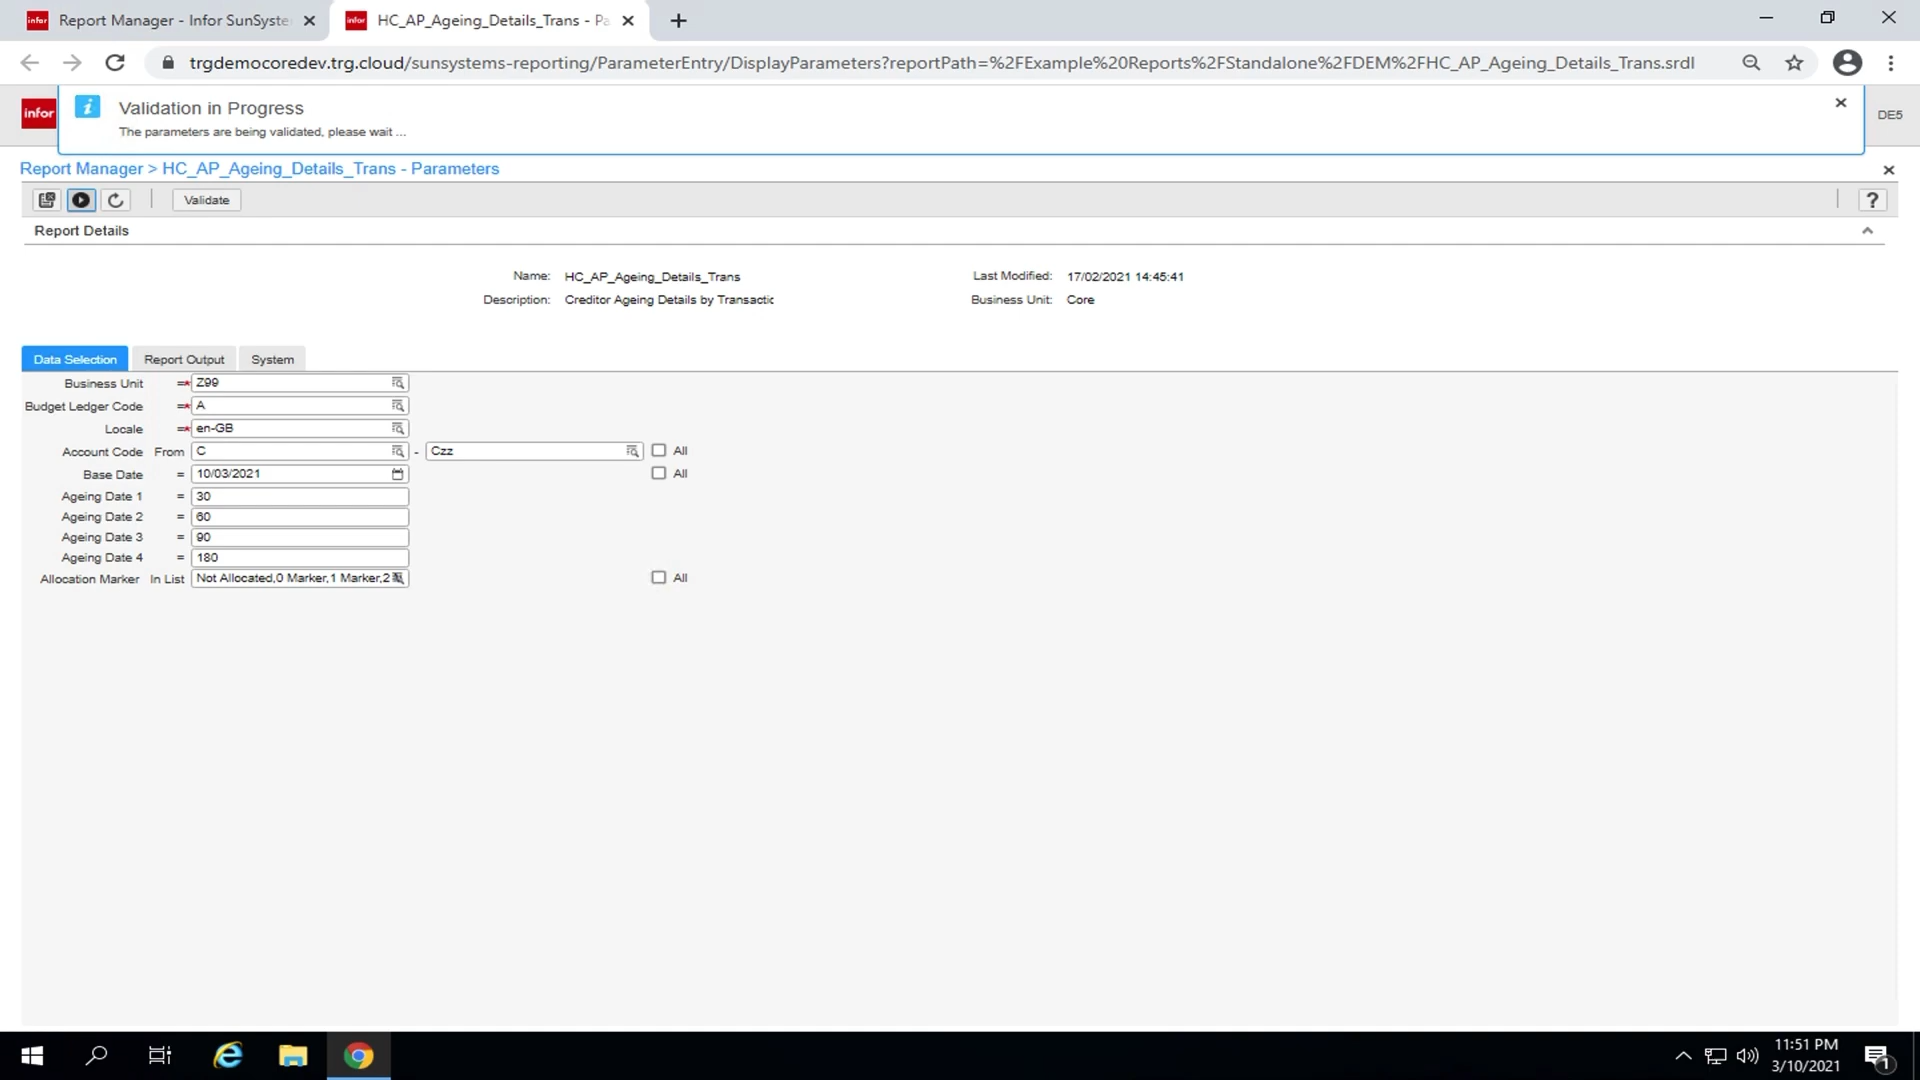 infor Report Manager - Infor SunSyste
infor HC_AP_Ageing_Details_Trans - Pa
trgdemocoredev.trg.cloud/sunsystems-reporting/ParameterEntry/DisplayParameters?reportPath=%2FExample%20Reports%2FStandalone%2FDEM%2FHC_AP_Ageing_Details_Trans.srdl
infor
Validation in Progress
The parameters are being validated, please wait ...
DE5
Report Manager > HC_AP_Ageing_Details_Trans - Parameters
Validate
?
Report Details
Name: HC_AP_Ageing_Details_Trans Last Modified: 17/02/2021 14:45:41
Description: Creditor Ageing Details by Transactic Business Unit: Core
Data Selection Report Output System
Business Unit =* Z99
Budget Ledger Code =* A
Locale =* en-GB
Account Code From C - Czz All
Base Date = 10/03/2021 All
Ageing Date 1 = 30
Ageing Date 2 = 60
Ageing Date 3 = 90
Ageing Date 4 = 180
Allocation Marker In List Not Allocated,0 Marker,1 Marker,2 All
11:51 PM
3/10/2021
1